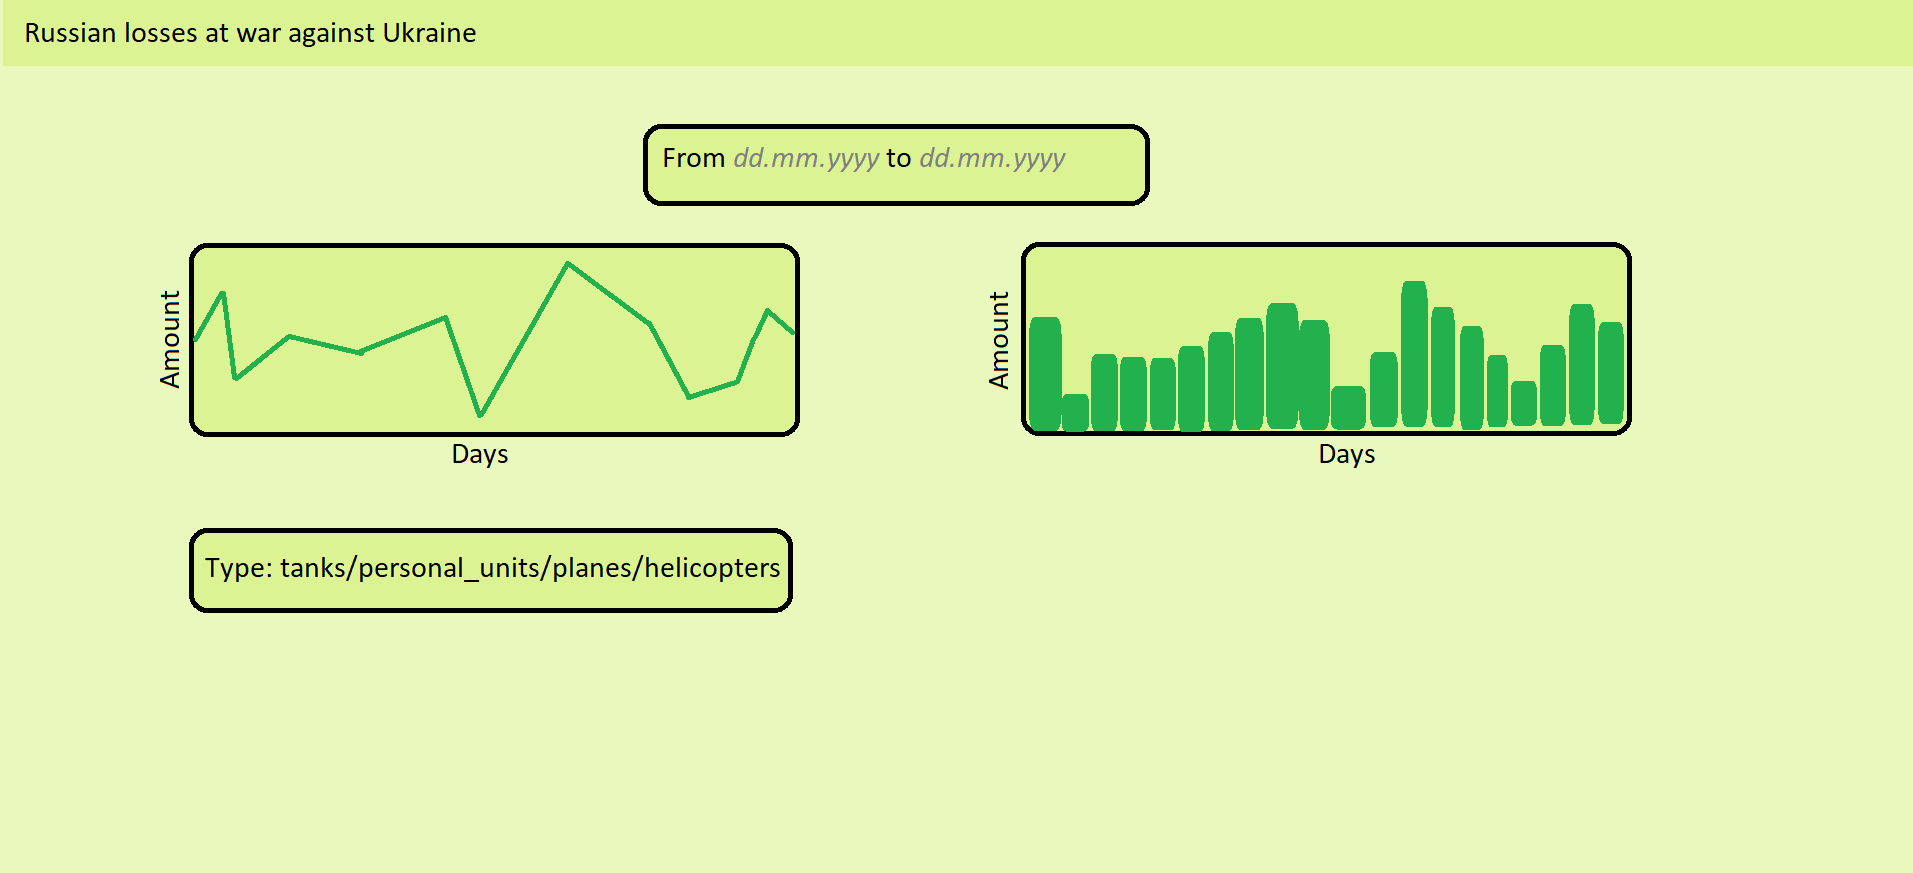 Russian losses at war against Ukraine
From dd.mm.yyyy to dd.mm.yyyy
Amount
Days
Amount
Days
Type: tanks/personal_units/planes/helicopters